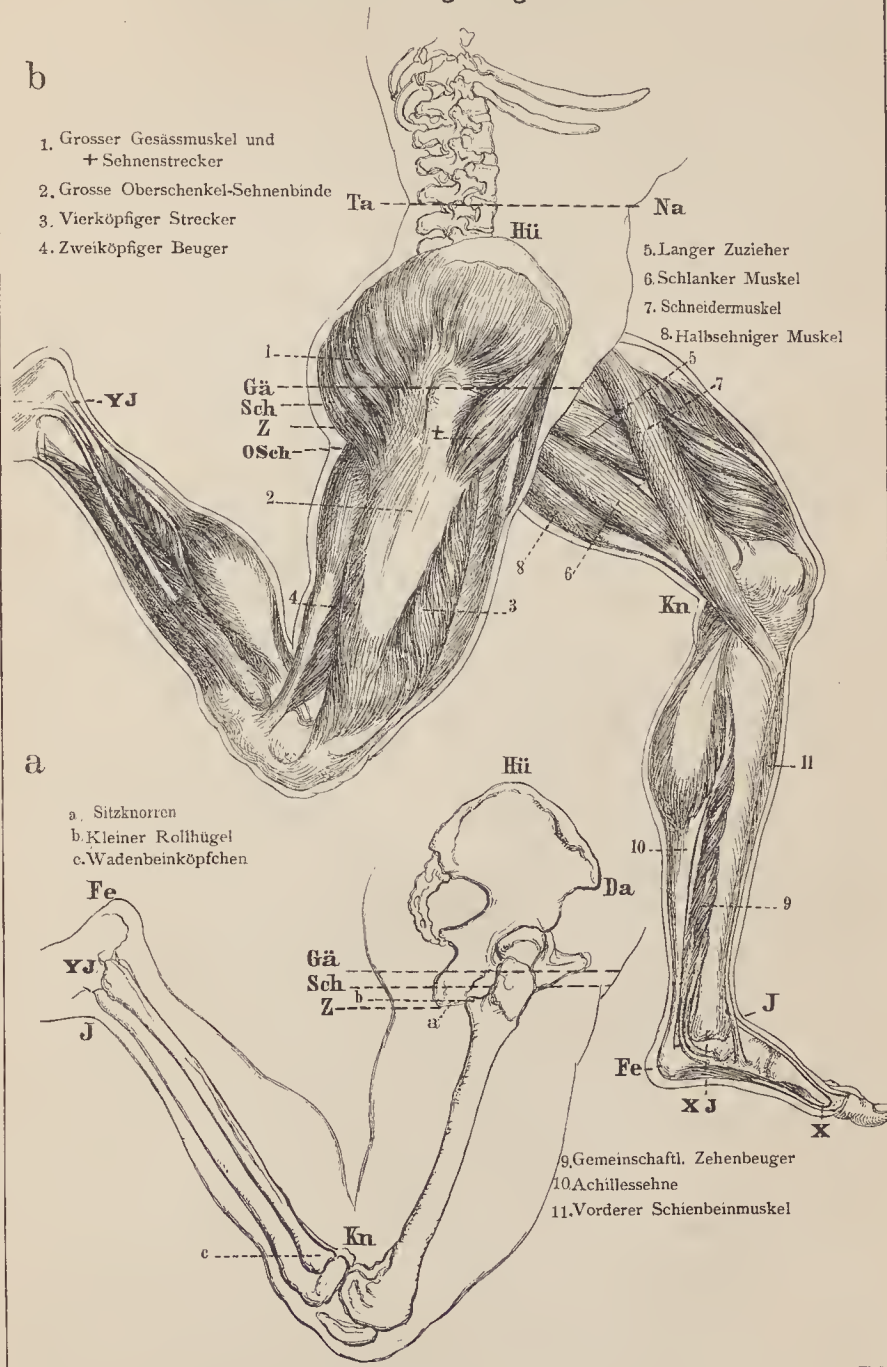 b
1. Grosser Gesässmuskel und
+ Sehnenstrecker
2. Grosse Oberschenkel-Sehnenbinde
3. Vierköpfiger Strecker
4. Zweiköpfiger Beuger
Ta
Na
Hü
5. Langer Zuzieher
6. Schlanker Muskel
7. Schneidermuskel
8. Halbsehniger Muskel
1
5
7
Gä
YJ
Sch
Z
+
OSch
2
8
6
4
3
Kn
a
Hü
11
a. Sitzknorren
b. Kleiner Rollhügel
c. Wadenbeinköpfchen
10
Fe
Da
9
Gä
YJ
Sch
b
Z
a
J
J
Fe
XJ
X
9. Gemeinschaftl. Zehenbeuger
10. Achillessehne
11. Vorderer Schienbeinmuskel
Kn
c